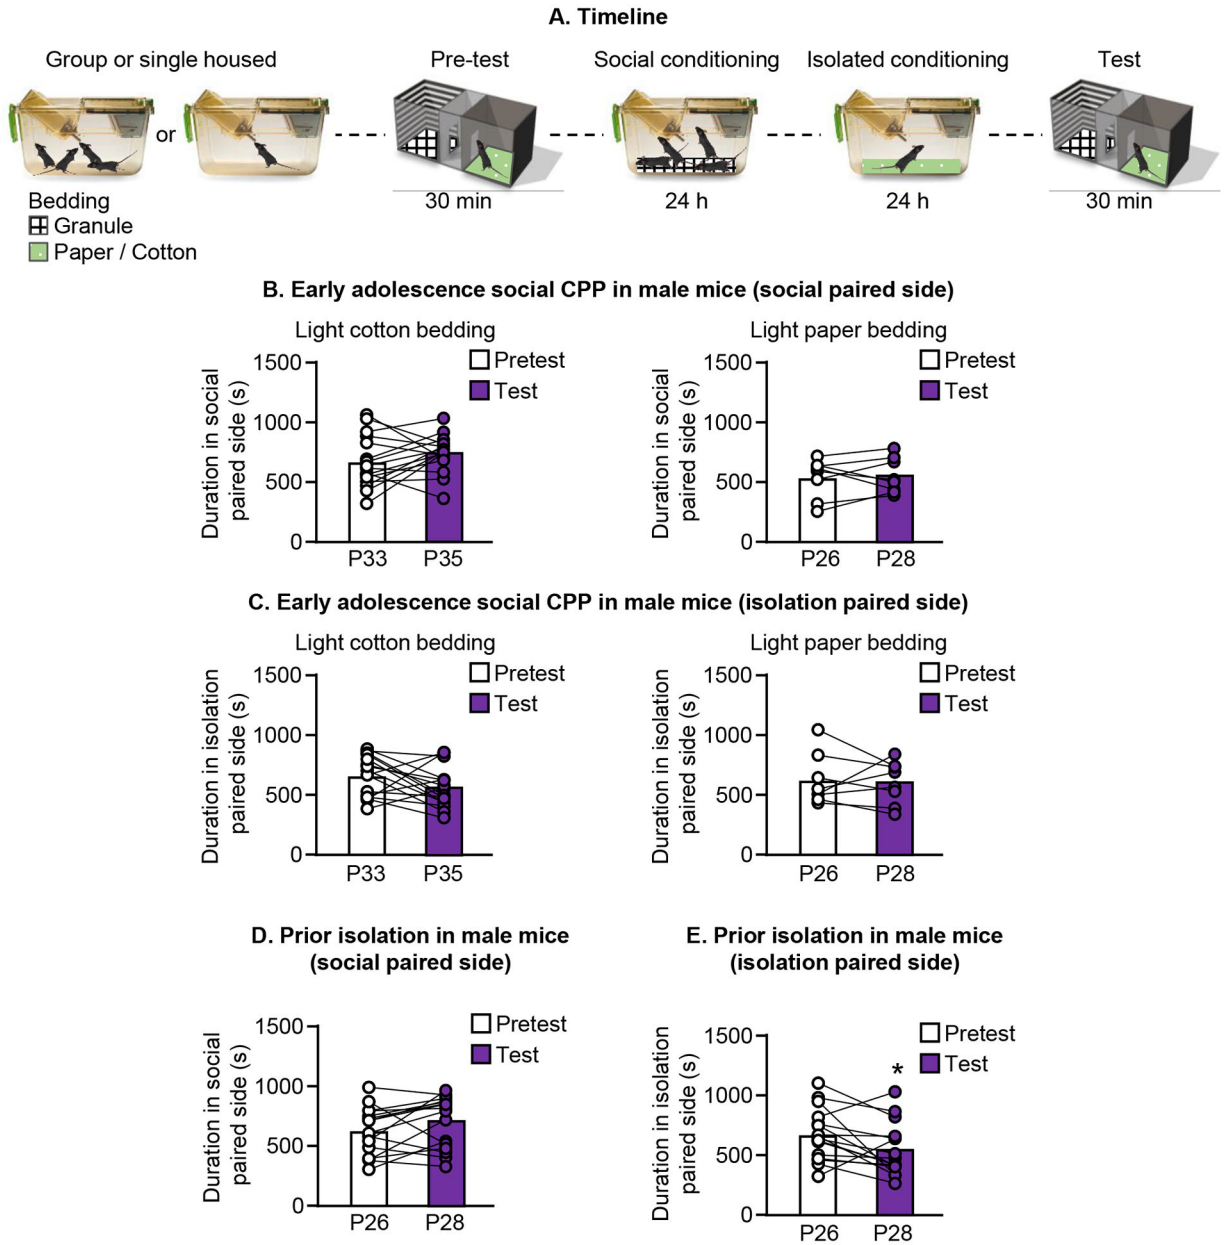 A. Timeline
Group or single housed
Pre-test
Social conditioning
Isolated conditioning
Test
or
Bedding
Granule
Paper / Cotton
30 min
24 h
24 h
30 min
B. Early adolescence social CPP in male mice (social paired side)
Light cotton bedding
Pretest
Test
Duration in social
paired side (s)
1500
1000
500
0
P33
P35
Light paper bedding
Pretest
Test
Duration in social
paired side (s)
1500
1000
500
0
P26
P28
C. Early adolescence social CPP in male mice (isolation paired side)
Light cotton bedding
Pretest
Test
Duration in isolation
paired side (s)
1500
1000
500
0
P33
P35
Light paper bedding
Pretest
Test
Duration in isolation
paired side (s)
1500
1000
500
0
P26
P28
D. Prior isolation in male mice
(social paired side)
Pretest
Test
Duration in social
paired side (s)
1500
1000
500
0
P26
P28
E. Prior isolation in male mice
(isolation paired side)
Pretest
Test
Duration in isolation
paired side (s)
1500
1000
500
0
*
P26
P28